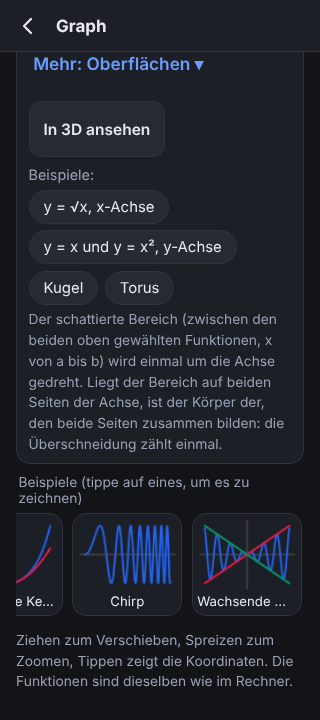 Graph
Mehr: Oberflächen ▾
In 3D ansehen
Beispiele:
y = √x, x-Achse
y = x und y = x², y-Achse
Kugel
Torus
Der schattierte Bereich (zwischen den
beiden oben gewählten Funktionen, x
von a bis b) wird einmal um die Achse
gedreht. Liegt der Bereich auf beiden
Seiten der Achse, ist der Körper der,
den beide Seiten zusammen bilden: die
Überschneidung zählt einmal.
Beispiele (tippe auf eines, um es zu
zeichnen)
e Ke...
Chirp
Wachsende ...
Ziehen zum Verschieben, Spreizen zum
Zoomen, Tippen zeigt die Koordinaten. Die
Funktionen sind dieselben wie im Rechner.